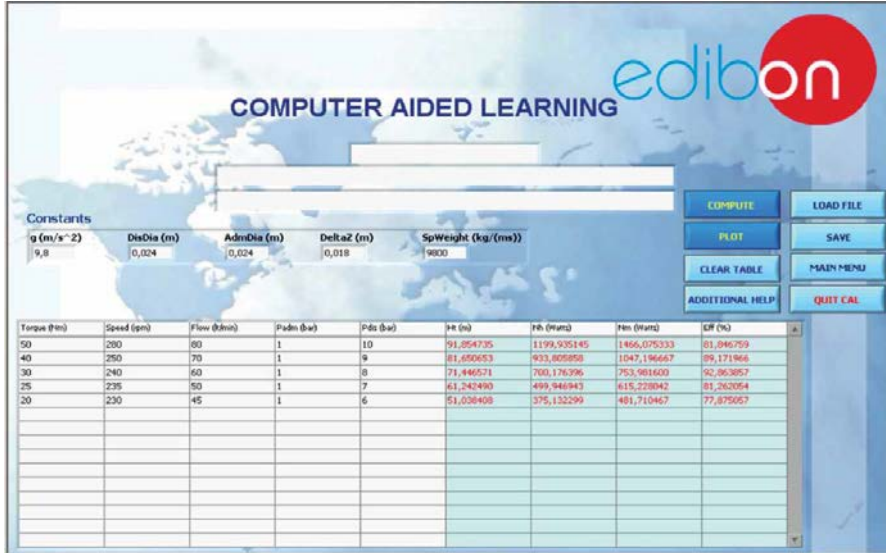 edibon
COMPUTER AIDED LEARNING
Constants
g (m/s^2) DisDia (m) AdmDia (m) DeltaZ (m) SpWeight (kg/(ms))
9,8 0,024 0,024 0,018 9800
COMPUTE LOAD FILE
PLOT SAVE
CLEAR TABLE MAIN MENU
ADDITIONAL HELP QUIT CAL
Torque (Nm) Speed (rpm) Flow (lt/min) Padm (bar) Pdis (bar) Ht (m) Nh (Watts) Nm (Watts) Eff (%)
50 280 80 1 10 91,854735 1199,935145 1466,075333 81,846759
40 250 70 1 9 81,650653 933,805858 1047,196667 89,171966
30 240 60 1 8 71,446571 700,176396 753,981600 92,863857
25 235 50 1 7 61,242490 499,946943 615,228042 81,262054
20 230 45 1 6 51,038408 375,132299 481,710467 77,875057